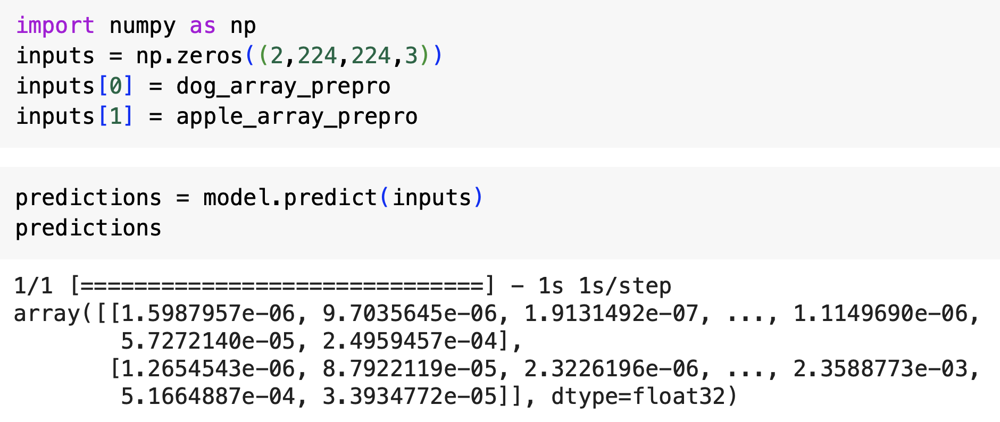 import numpy as np
inputs = np.zeros((2,224,224,3))
inputs[0] = dog_array_prepro
inputs[1] = apple_array_prepro
predictions = model.predict(inputs)
predictions
1/1 [==============================] - 1s 1s/step
array([[1.5987957e-06, 9.7035645e-06, 1.9131492e-07, ..., 1.1149690e-06,
        5.7272140e-05, 2.4959457e-04],
       [1.2654543e-06, 8.7922119e-05, 2.3226196e-06, ..., 2.3588773e-03,
        5.1664887e-04, 3.3934772e-05]], dtype=float32)